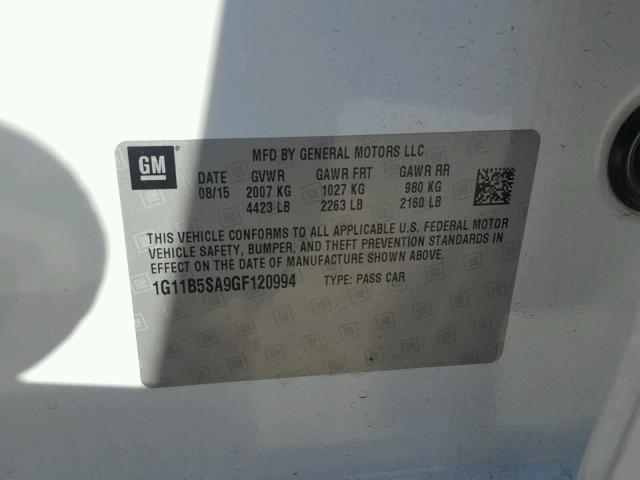 GM
MFD BY GENERAL MOTORS LLC
DATE GVWR GAWR FRT GAWR RR
08/15 2007 KG 1027 KG 980 KG
4423 LB 2263 LB 2160 LB
THIS VEHICLE CONFORMS TO ALL APPLICABLE U.S. FEDERAL MOTOR
VEHICLE SAFETY, BUMPER, AND THEFT PREVENTION STANDARDS IN
EFFECT ON THE DATE OF MANUFACTURE SHOWN ABOVE.
1G11B5SA9GF120994 TYPE: PASS CAR